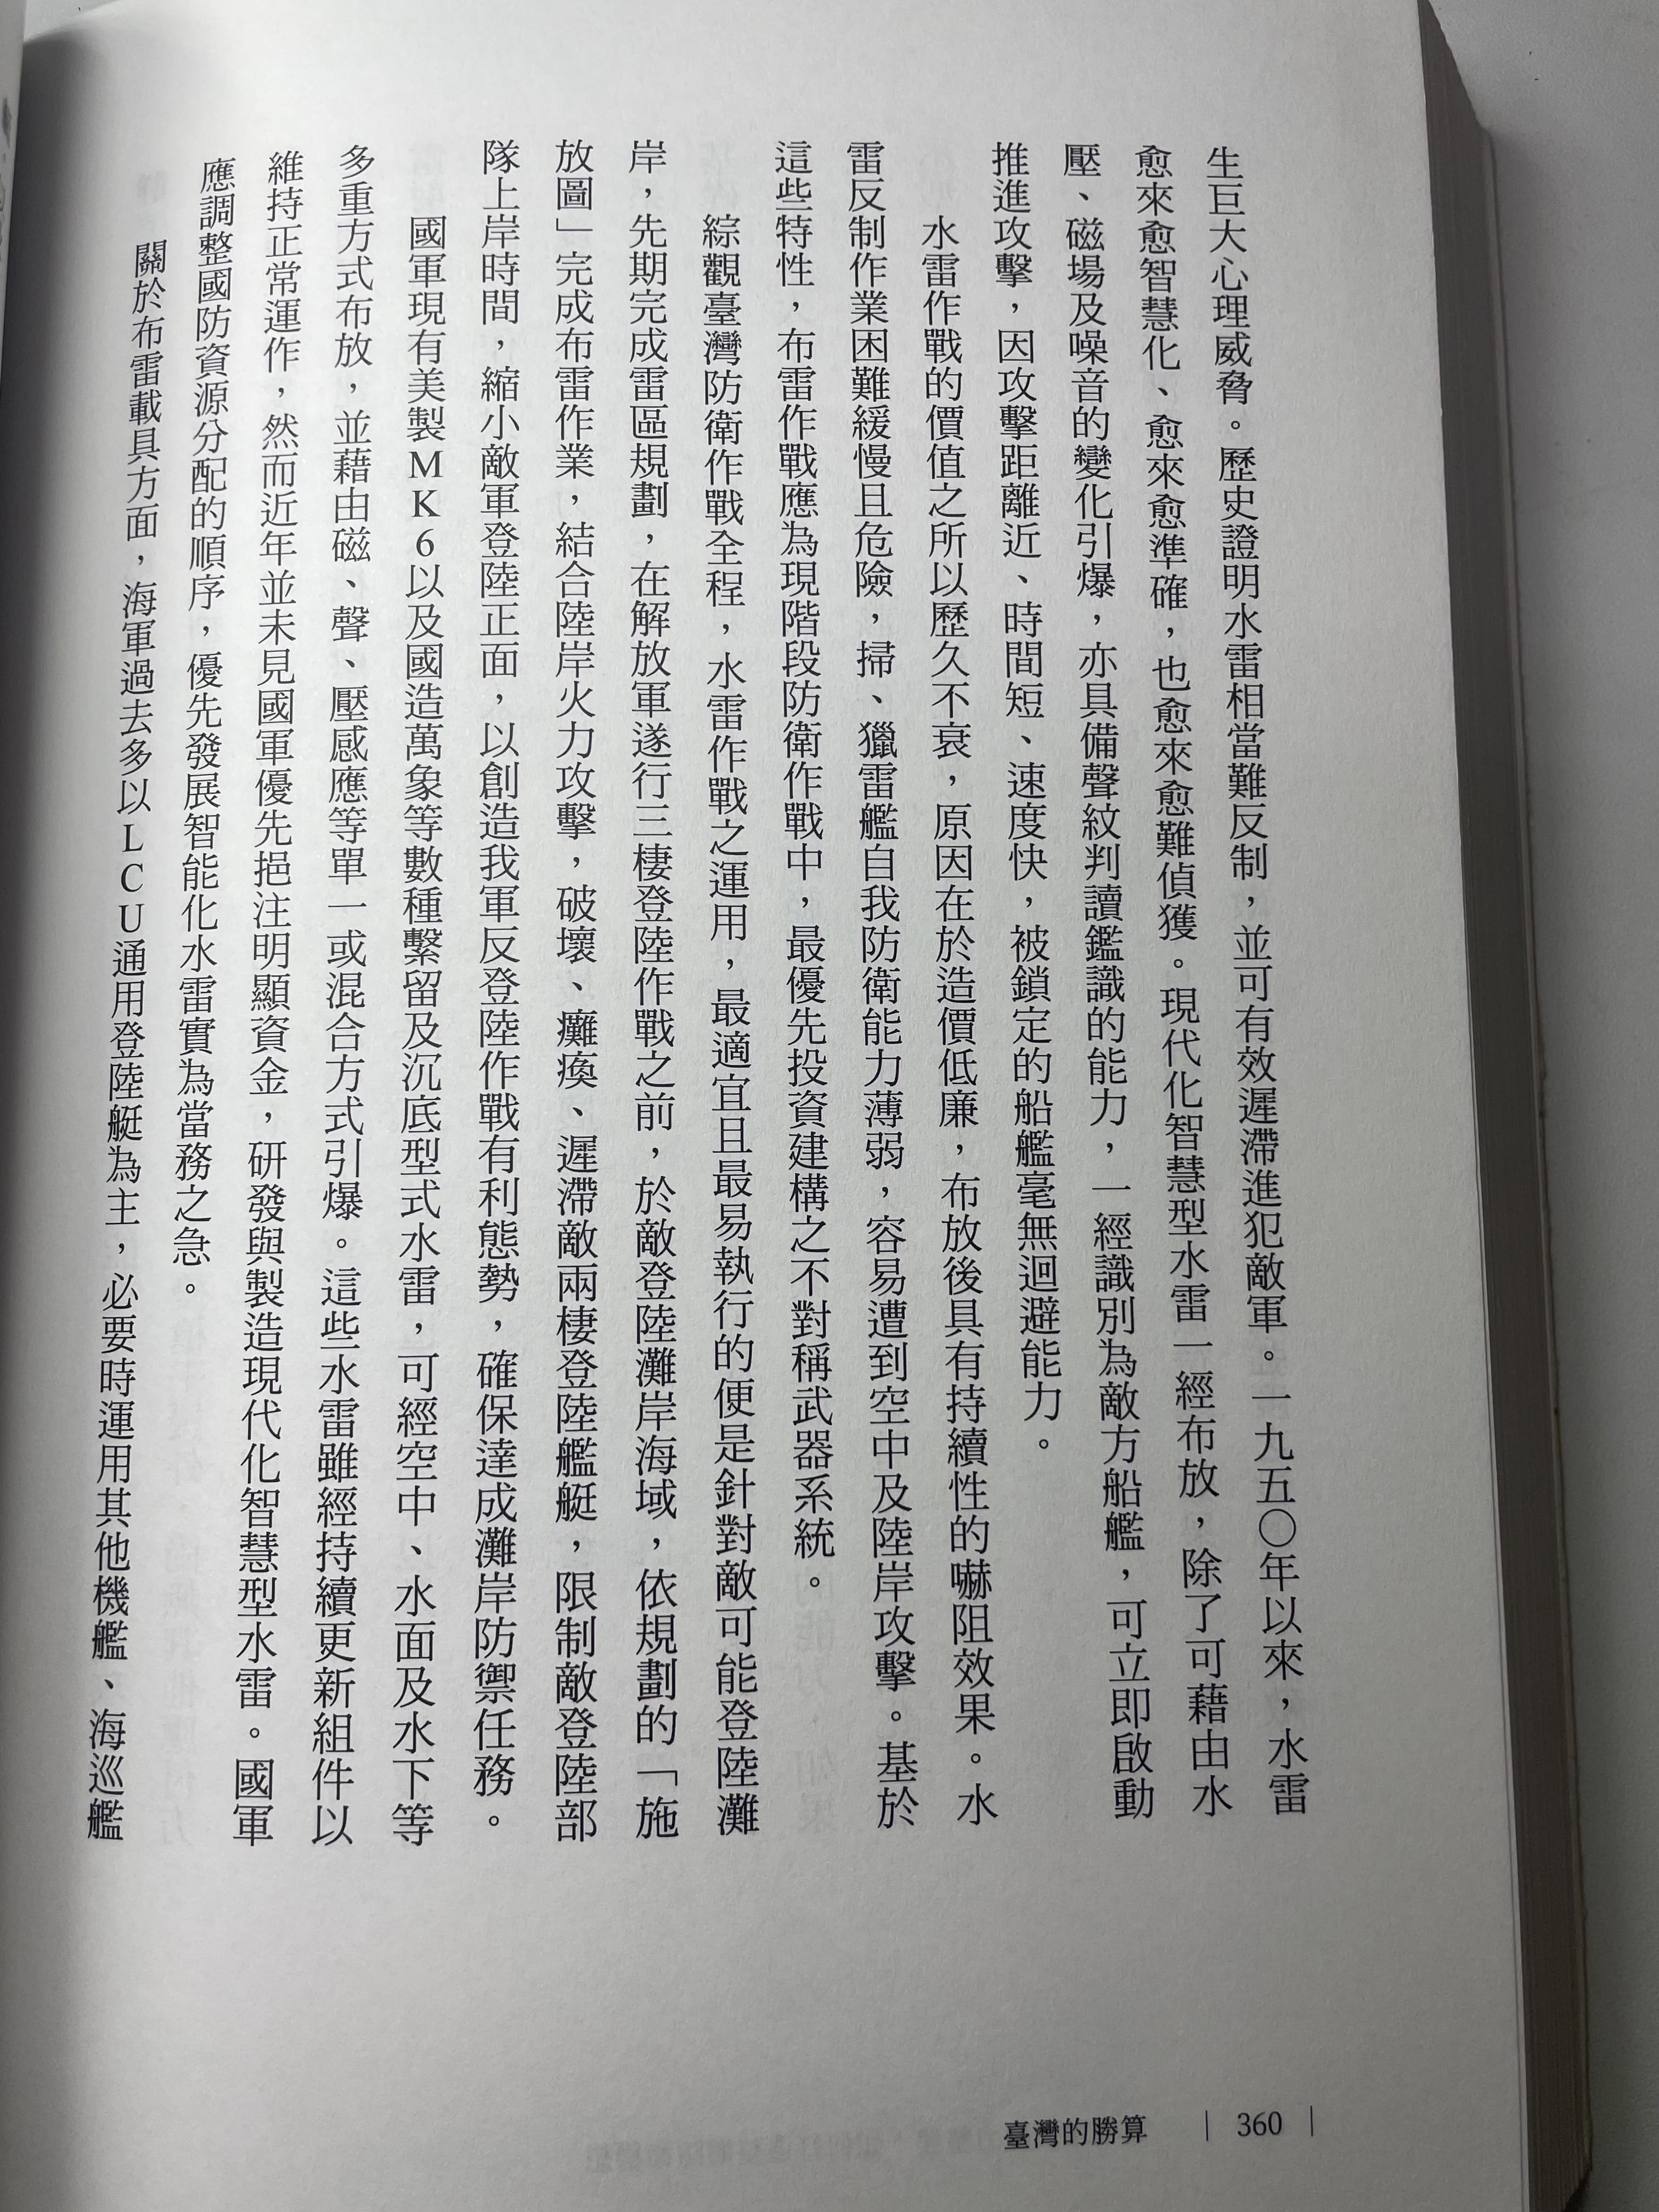 生巨大心理威脅。歷史證明水雷相當難反制，並可有效遲滯進犯敵軍。一九五〇年以來，水雷
愈來愈智慧化、愈來愈準確，也愈來愈難偵獲。現代化智慧型水雷一經布放，除了可藉由水
壓、磁場及噪音的變化引爆，亦具備聲紋判讀鑑識的能力，一經識別為敵方船艦，可立即啟動
推進攻擊，因攻擊距離近、時間短、速度快，被鎖定的船艦毫無迴避能力。
水雷作戰的價值之所以歷久不衰，原因在於造價低廉，布放後具有持續性的嚇阻效果。水
雷反制作業困難緩慢且危險，掃、獵雷艦自我防衛能力薄弱，容易遭到空中及陸岸攻擊。基於
這些特性，布雷作戰應為現階段防衛作戰中，最優先投資建構之不對稱武器系統。
綜觀臺灣防衛作戰全程，水雷作戰之運用，最適宜且最易執行的便是針對敵可能登陸灘
岸，先期完成雷區規劃，在解放軍遂行三棲登陸作戰之前，於敵登陸灘岸海域，依規劃的「施
放圖」完成布雷作業，結合陸岸火力攻擊，破壞、癱瘓、遲滯敵兩棲登陸艦艇，限制敵登陸部
隊上岸時間，縮小敵軍登陸正面，以創造我軍反登陸作戰有利態勢，確保達成灘岸防禦任務。
國軍現有美製MK6以及國造萬象等數種繫留及沉底型式水雷，可經空中、水面及水下等
多重方式布放，並藉由磁、聲、壓感應等單一或混合方式引爆。這些水雷雖經持續更新組件以
維持正常運作，然而近年並未見國軍優先挹注明顯資金，研發與製造現代化智慧型水雷。國軍
應調整國防資源分配的順序，優先發展智能化水雷實為當務之急。
關於布雷載具方面，海軍過去多以LCU通用登陸艇為主，必要時運用其他機艦、海巡艦
臺灣的勝算 | 360 |